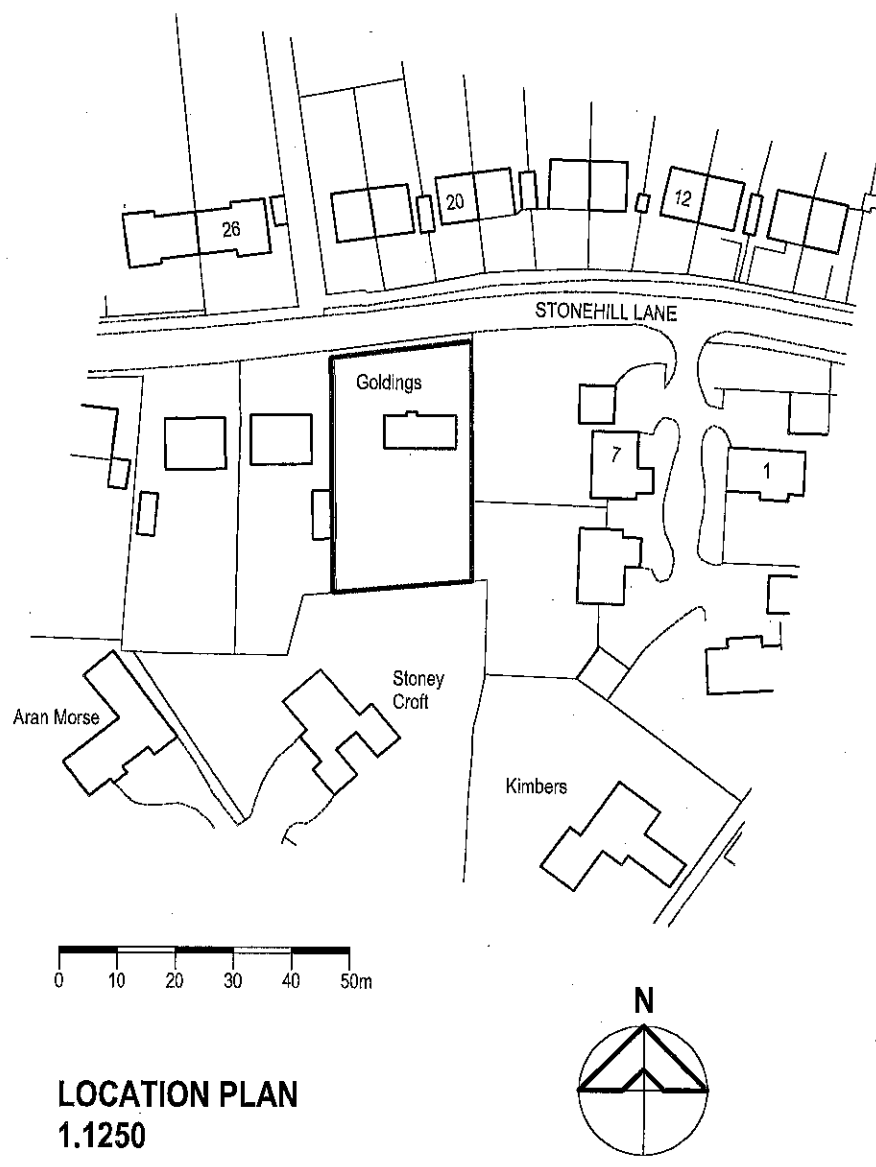 26
20
12
STONEHILL LANE
Goldings
7
1
Stoney
Croft
Aran Morse
Kimbers
0 10 20 30 40 50m
N
LOCATION PLAN
1.1250